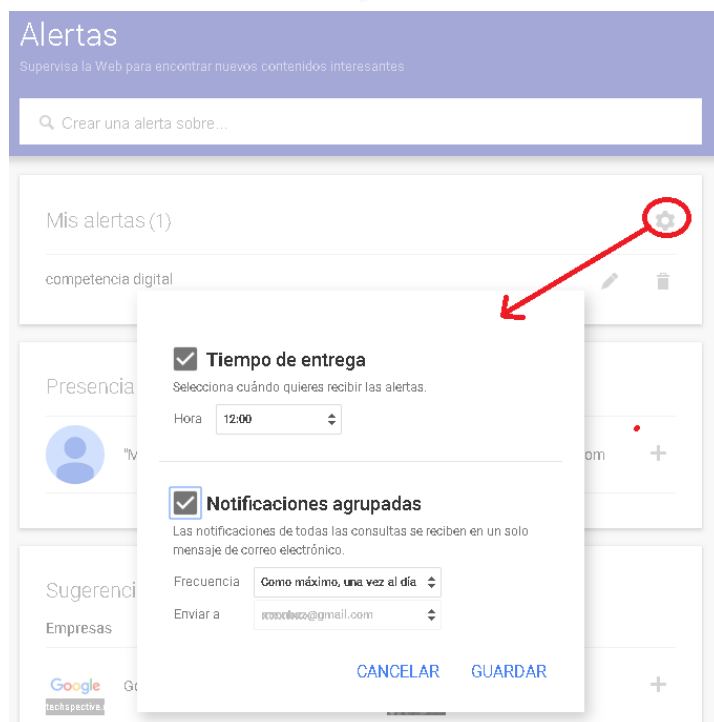 Alertas
Supervisa la Web para encontrar nuevos contenidos interesantes
Crear una alerta sobre...
Mis alertas (1)
competencia digital
Tiempo de entrega
Selecciona cuándo quieres recibir las alertas.
Hora 12:00
Presencia
"M
om
Notificaciones agrupadas
Las notificaciones de todas las consultas se reciben en un solo
mensaje de correo electrónico.
Frecuencia Como máximo, una vez al día
Enviar a @gmail.com
Sugerenci
Empresas
CANCELAR GUARDAR
Google Go
techspective.